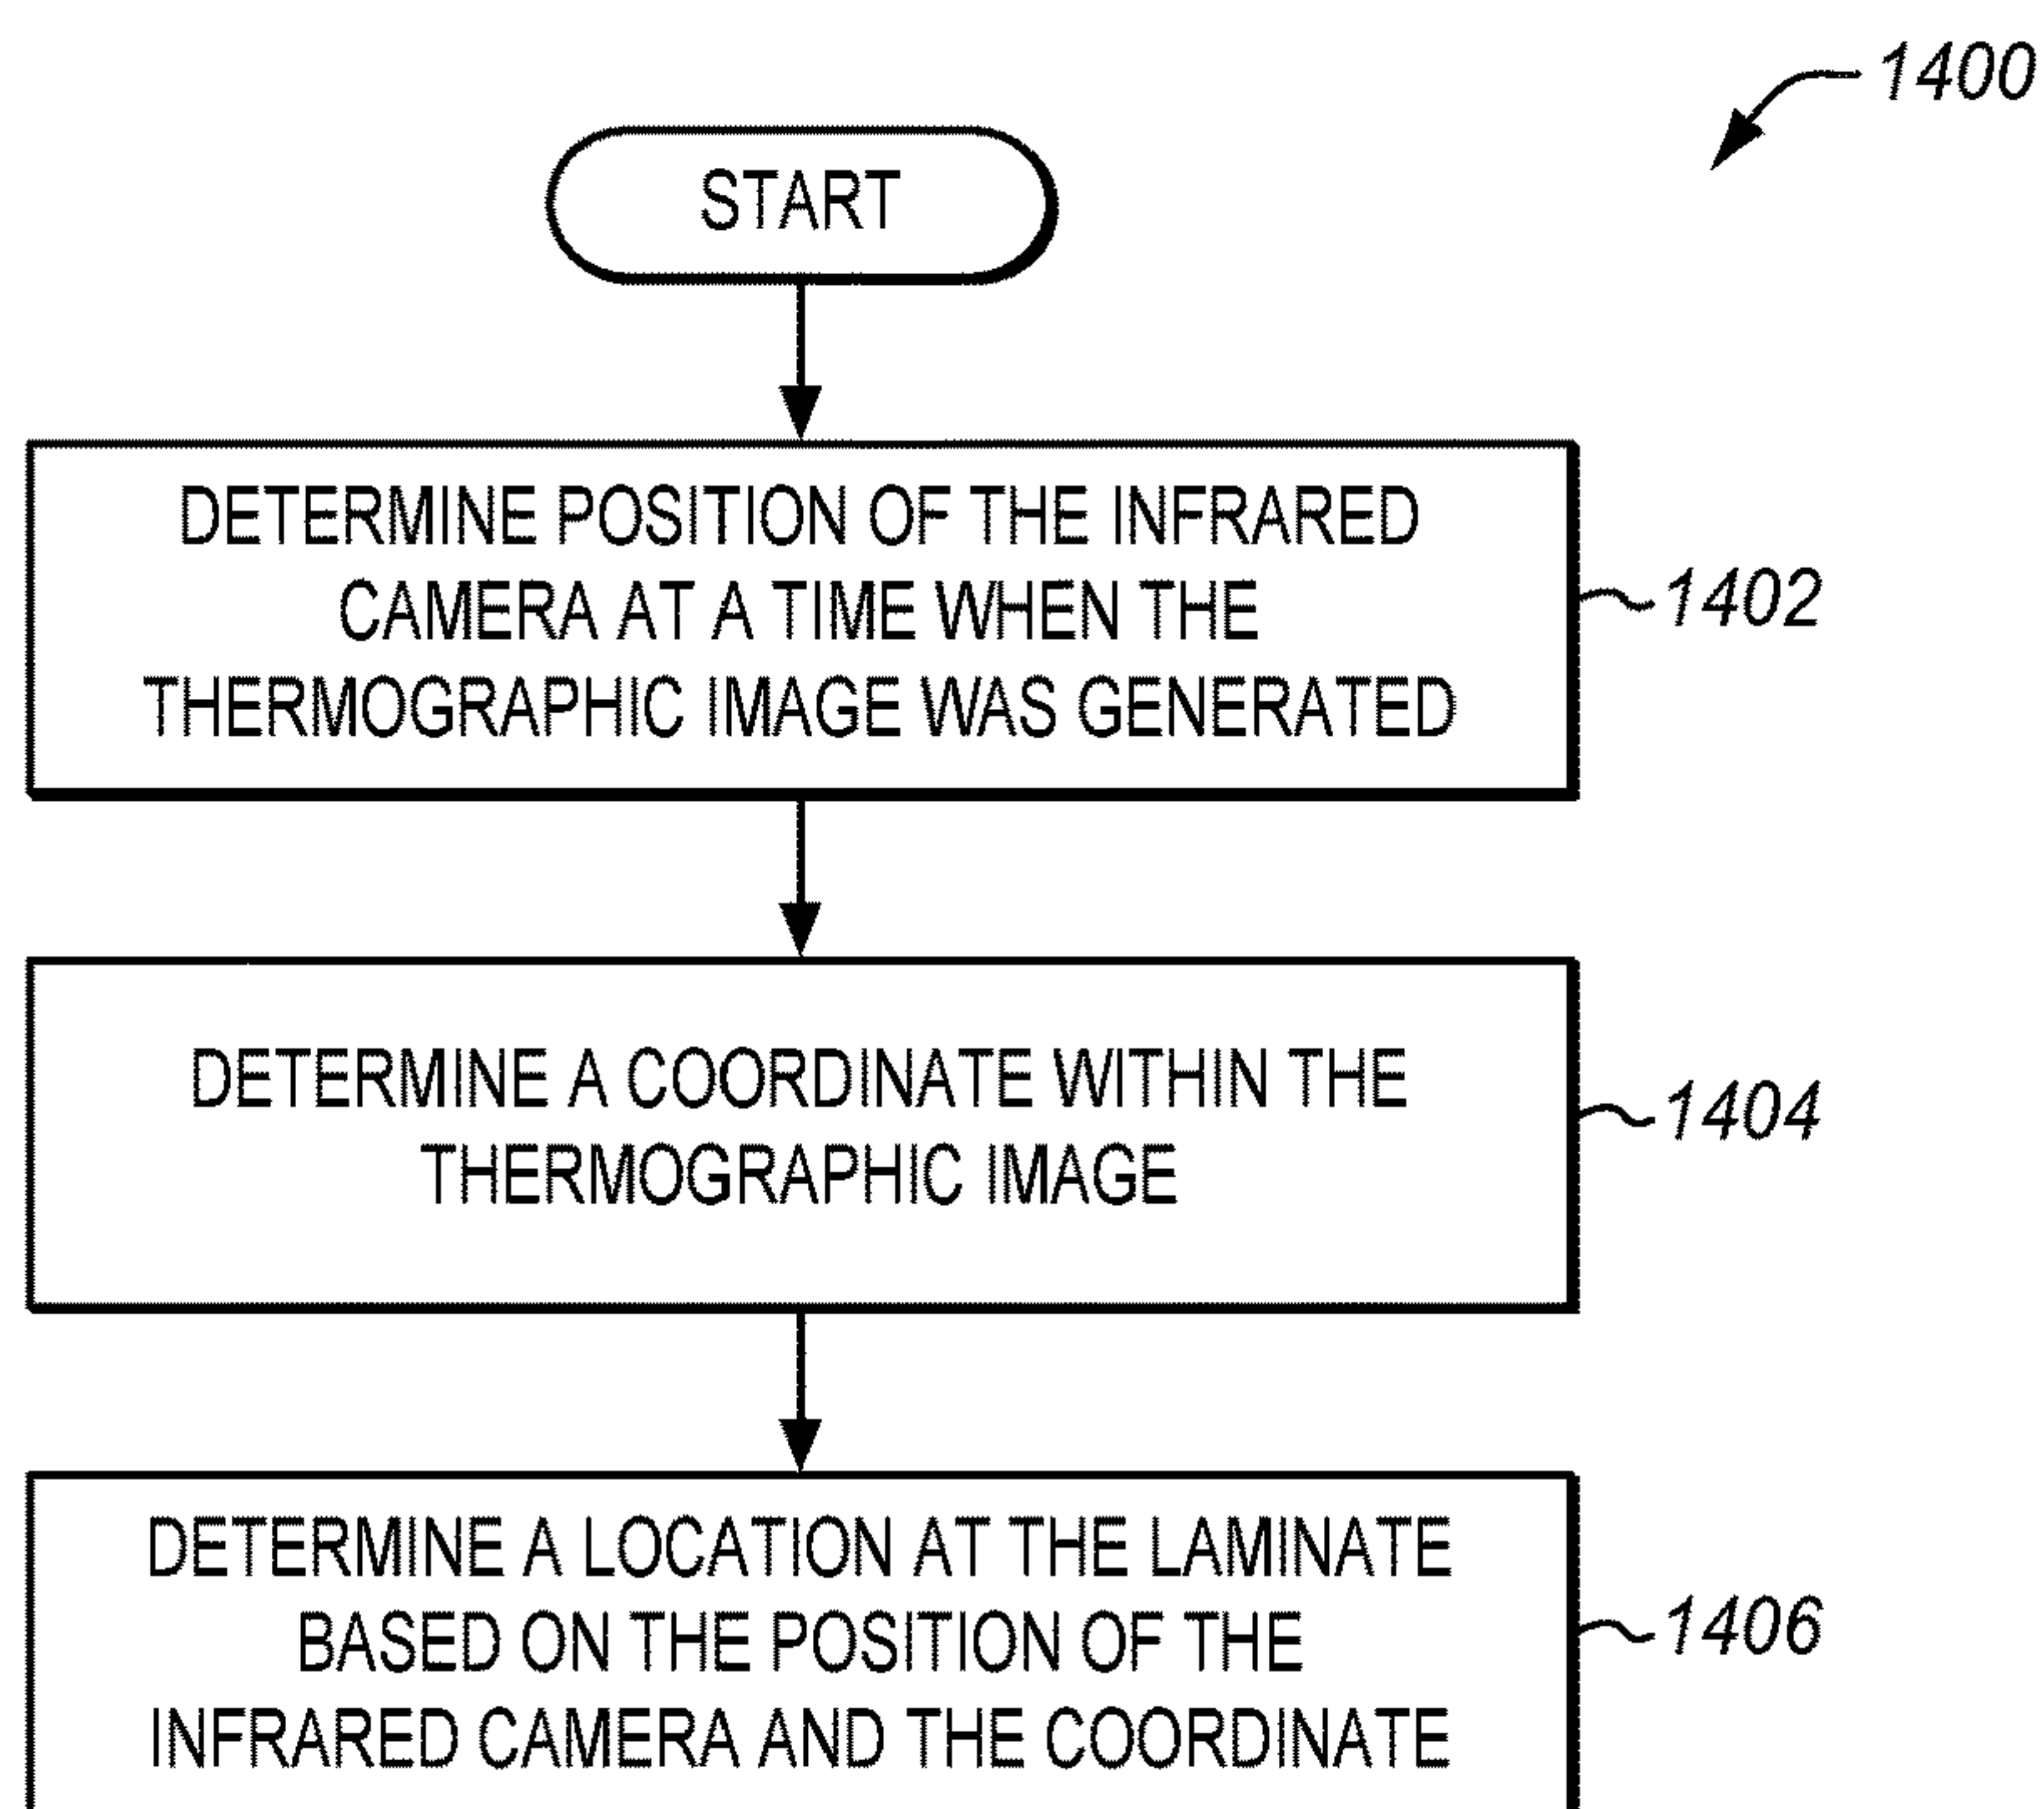 1400
START
DETERMINE POSITION OF THE INFRARED
CAMERA AT A TIME WHEN THE
THERMOGRAPHIC IMAGE WAS GENERATED
1402
DETERMINE A COORDINATE WITHIN THE
THERMOGRAPHIC IMAGE
1404
DETERMINE A LOCATION AT THE LAMINATE
BASED ON THE POSITION OF THE
INFRARED CAMERA AND THE COORDINATE
1406